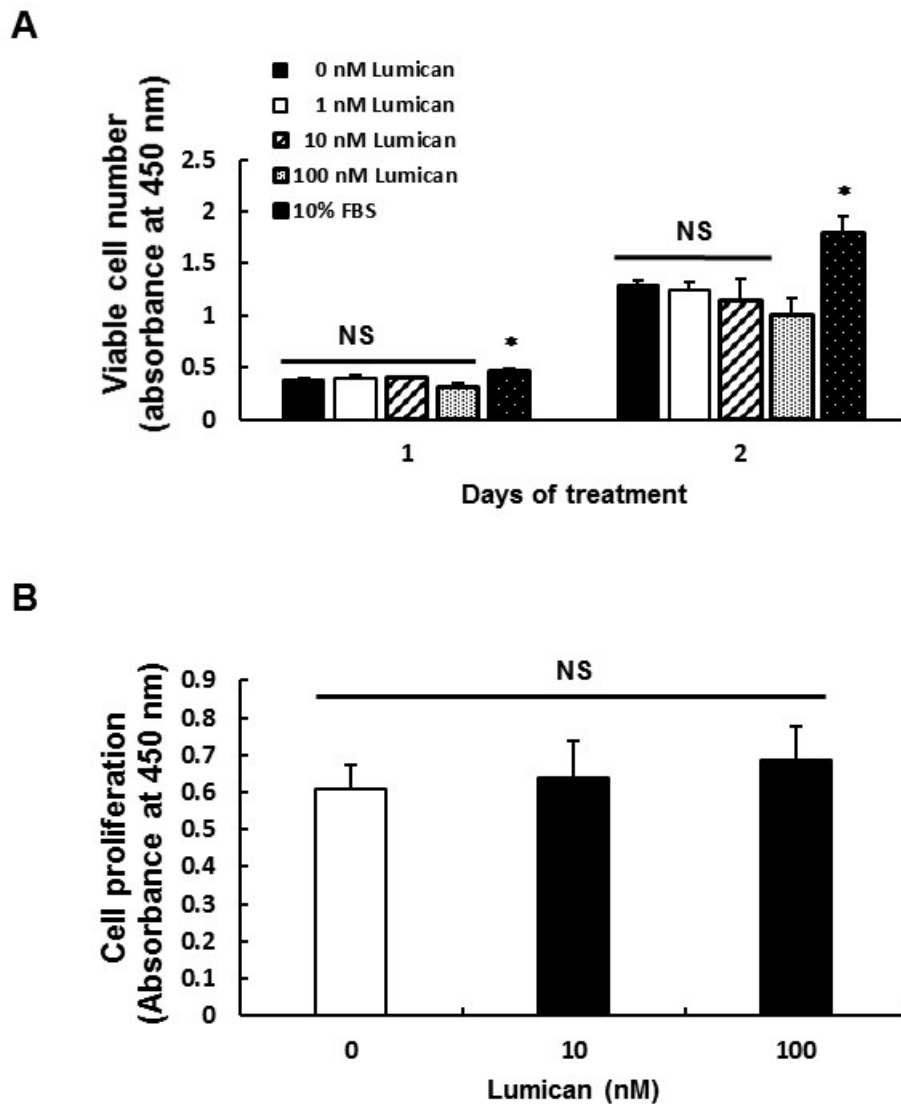 A
0 nM Lumican
1 nM Lumican
10 nM Lumican
100 nM Lumican
10% FBS
Viable cell number
(absorbance at 450 nm)
2.5
2
1.5
1
0.5
0
NS
*
NS
*
1
2
Days of treatment
B
Cell proliferation
(Absorbance at 450 nm)
0.9
0.8
0.7
0.6
0.5
0.4
0.3
0.2
0.1
0
NS
0
10
100
Lumican (nM)